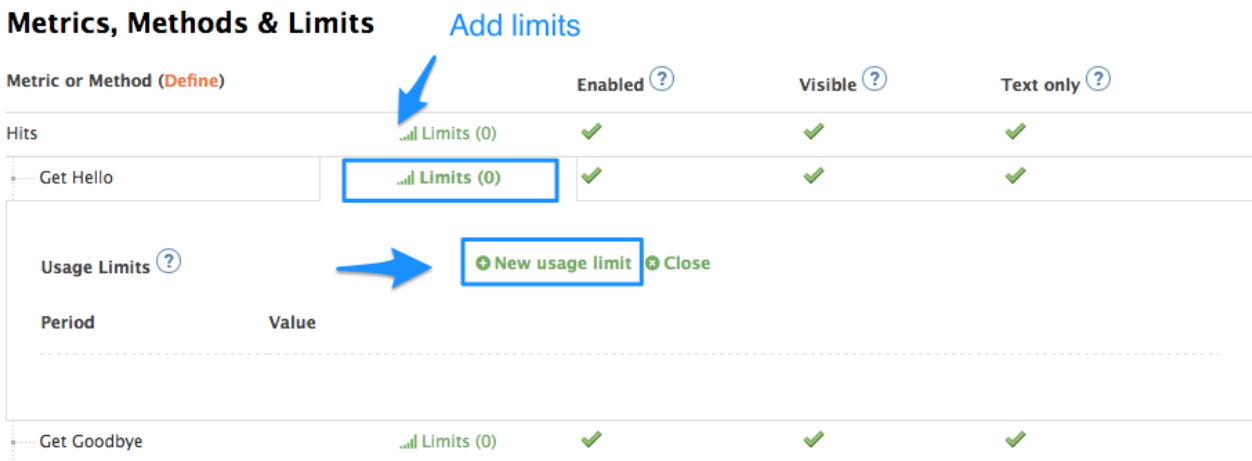 Metrics, Methods & Limits Add limits
Metric or Method (Define) Enabled ? Visible ? Text only ?
Hits Limits (0)
Get Hello Limits (0)
Usage Limits ? New usage limit Close
Period Value
Get Goodbye Limits (0)